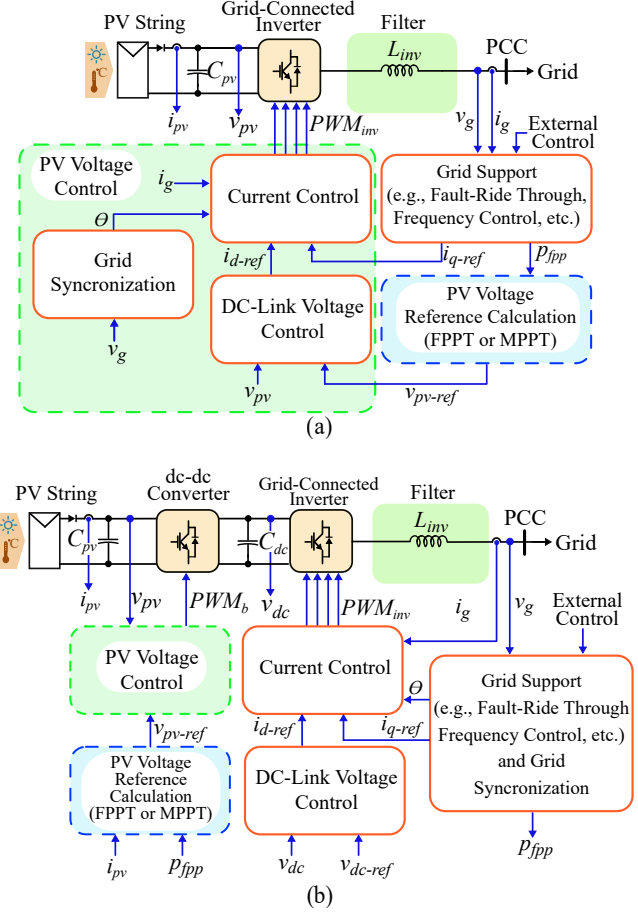 PV String
Grid-Connected
Inverter
Filter
L_inv
PCC
Grid
°C
C_pv
i_pv
v_pv
PWM_inv
v_g
i_g
External
Control
PV Voltage
Control
i_g
Current Control
Grid Support
(e.g., Fault-Ride Through,
Frequency Control, etc.)
Θ
i_d-ref
i_q-ref
p_fpp
Grid
Syncronization
DC-Link Voltage
Control
PV Voltage
Reference Calculation
(FPPT or MPPT)
v_g
v_pv
v_pv-ref
(a)
PV String
dc-dc
Converter
Grid-Connected
Inverter
Filter
L_inv
PCC
Grid
°C
C_pv
C_dc
i_pv
v_pv
PWM_b
v_dc
PWM_inv
i_g
v_g
External
Control
PV Voltage
Control
Current Control
Θ
Grid Support
(e.g., Fault-Ride Through
Frequency Control, etc.)
and Grid
Syncronization
v_pv-ref
i_d-ref
i_q-ref
PV Voltage
Reference
Calculation
(FPPT or MPPT)
DC-Link Voltage
Control
i_pv
p_fpp
v_dc
v_dc-ref
p_fpp
(b)